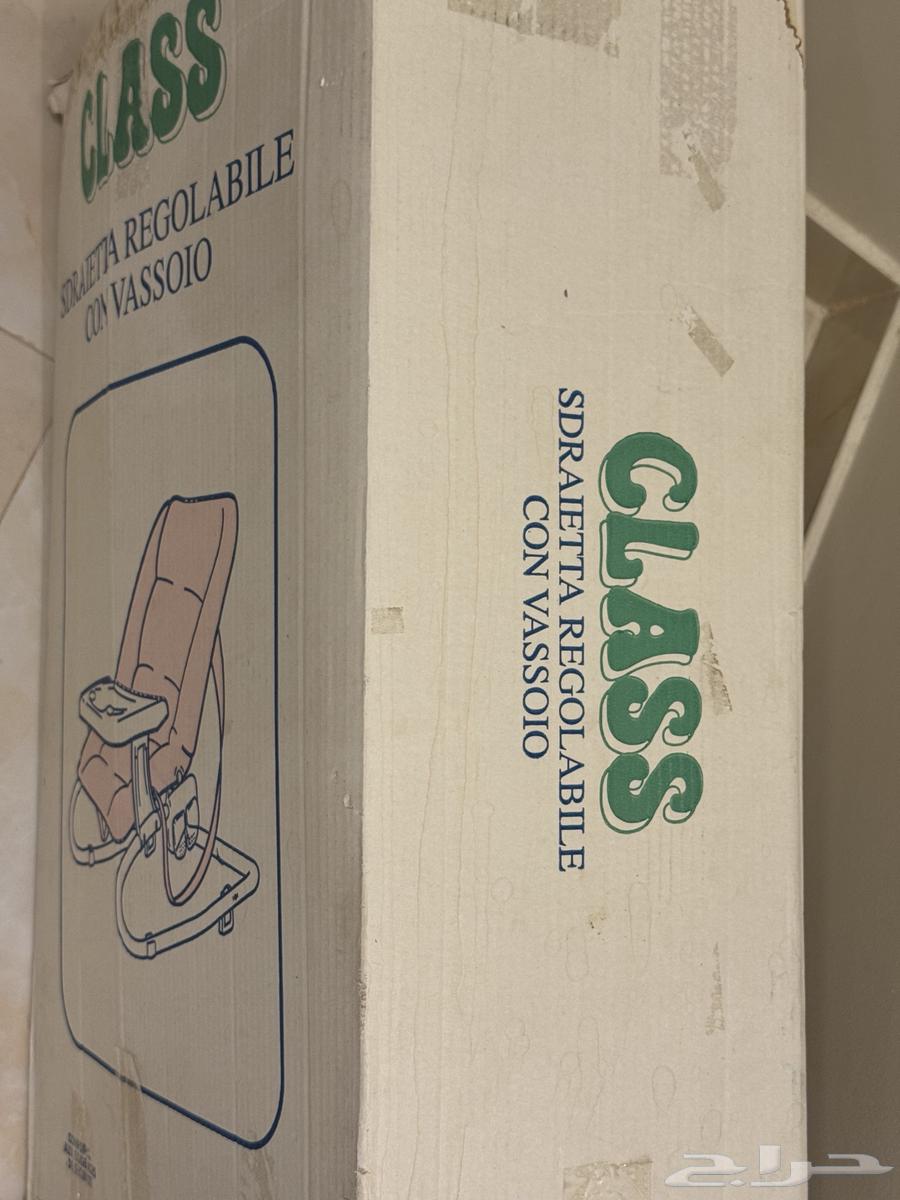 CLASS
SDRAIETTA REGOLABILE
CON VASSOIO
CLASS
SDRAIETTA REGOLABILE
CON VASSOIO
حراج